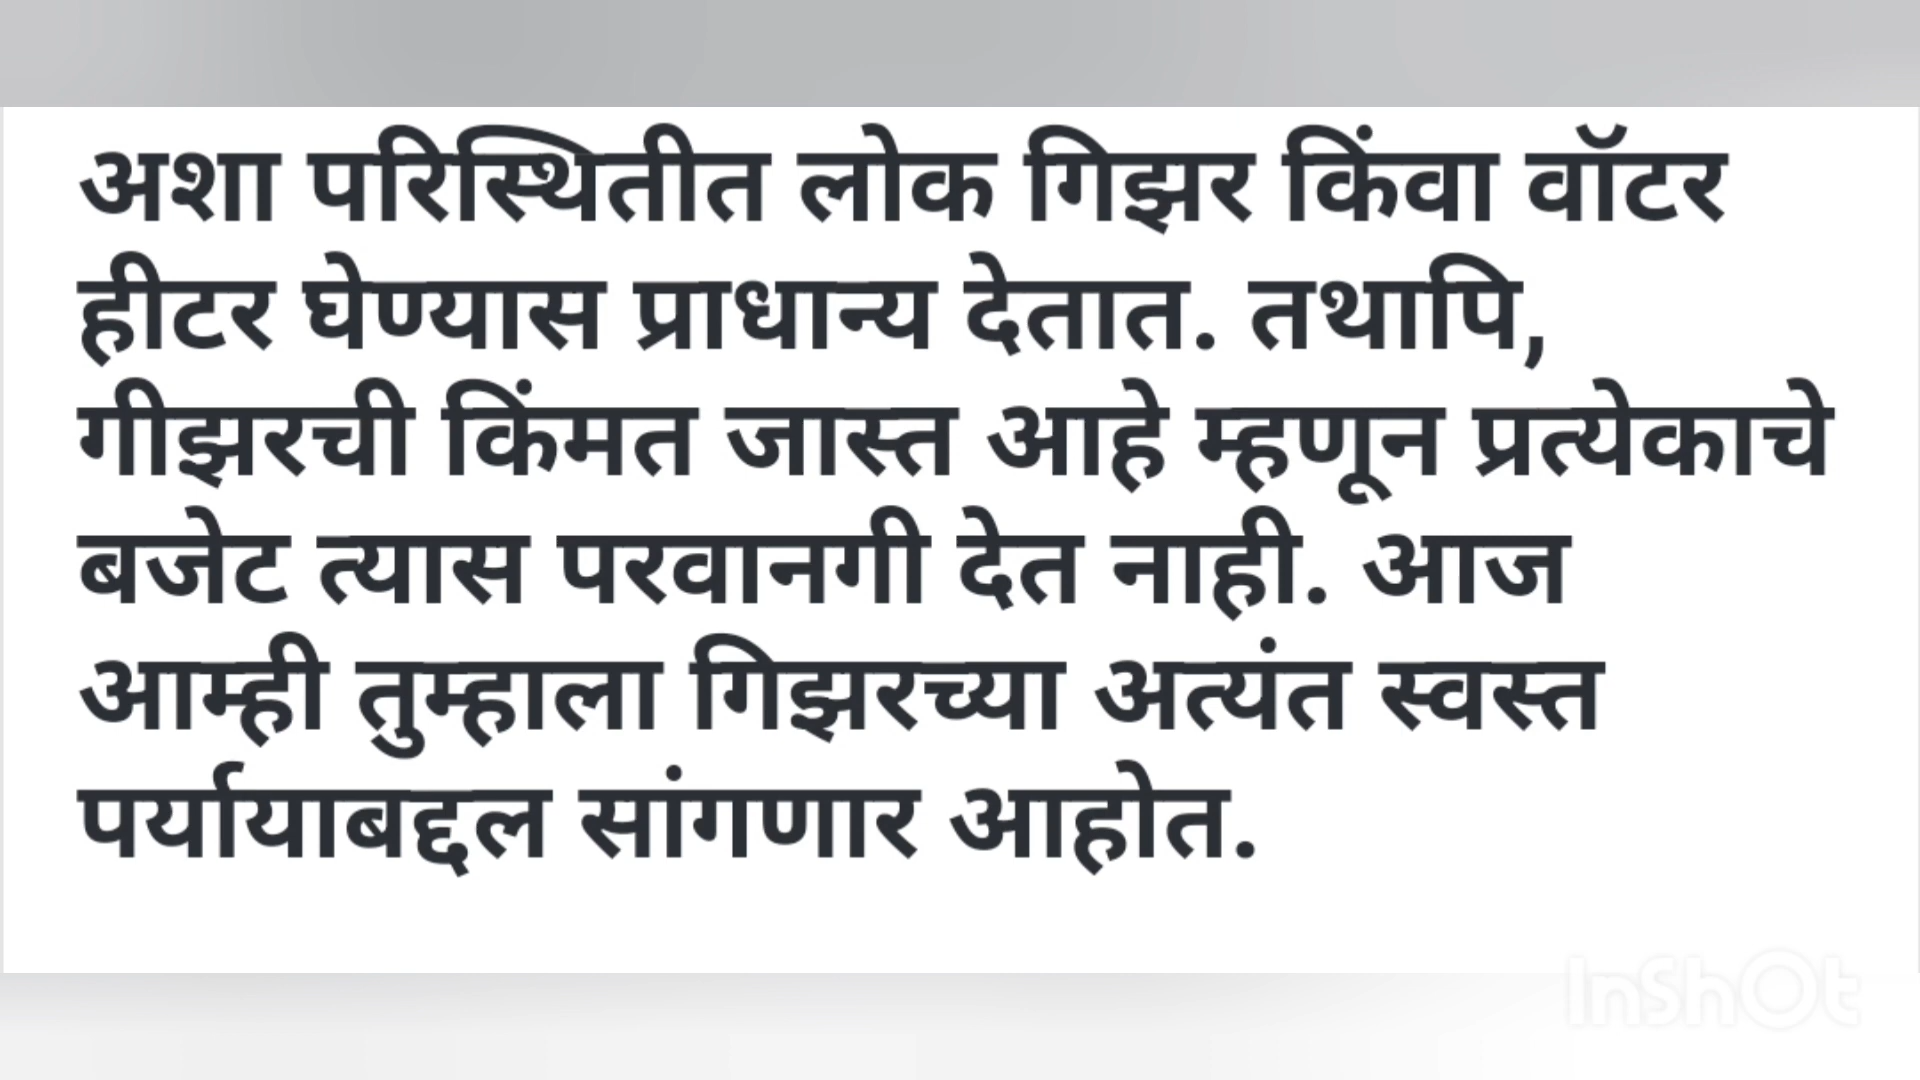 अशा परिस्थितीत लोक गिझर किंवा वॉटर
हीटर घेण्यास प्राधान्य देतात. तथापि,
गीझरची किंमत जास्त आहे म्हणून प्रत्येकाचे
बजेट त्यास परवानगी देत नाही. आज
आम्ही तुम्हाला गिझरच्या अत्यंत स्वस्त
पर्यायाबद्दल सांगणार आहोत.
InShOt